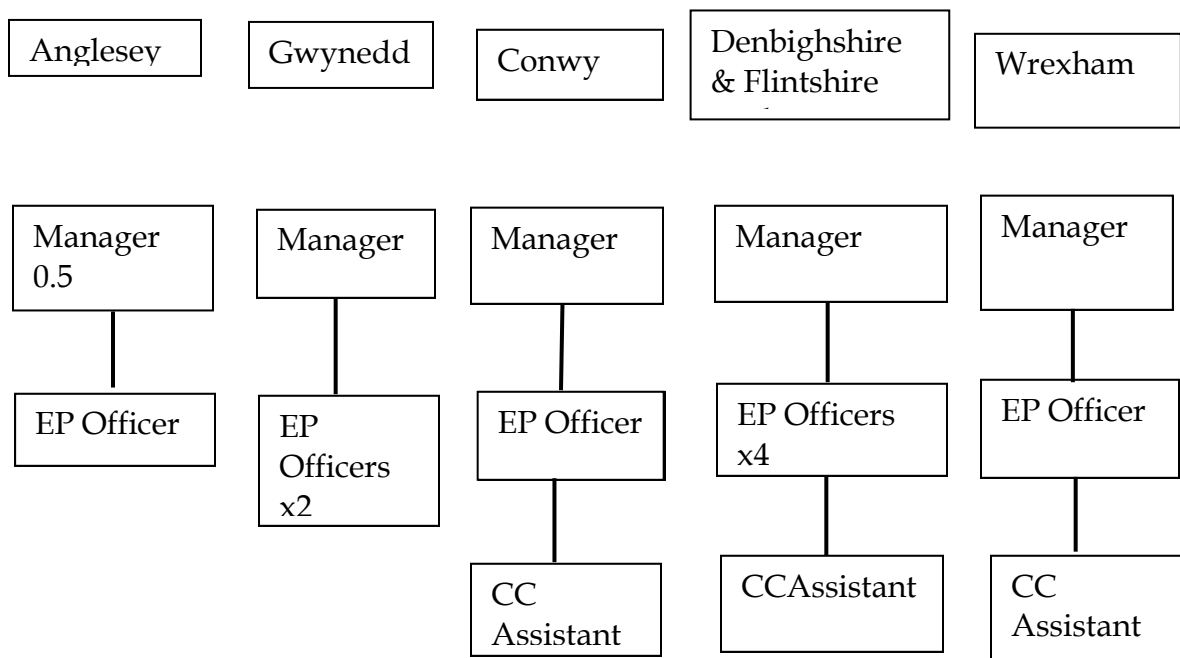 Anglesey
Gwynedd
Conwy
Denbighshire
& Flintshire
Wrexham
Manager
0.5
Manager
Manager
Manager
Manager
EP Officer
EP
Officers
x2
EP Officer
EP Officers
x4
EP Officer
CC
Assistant
CCAssistant
CC
Assistant